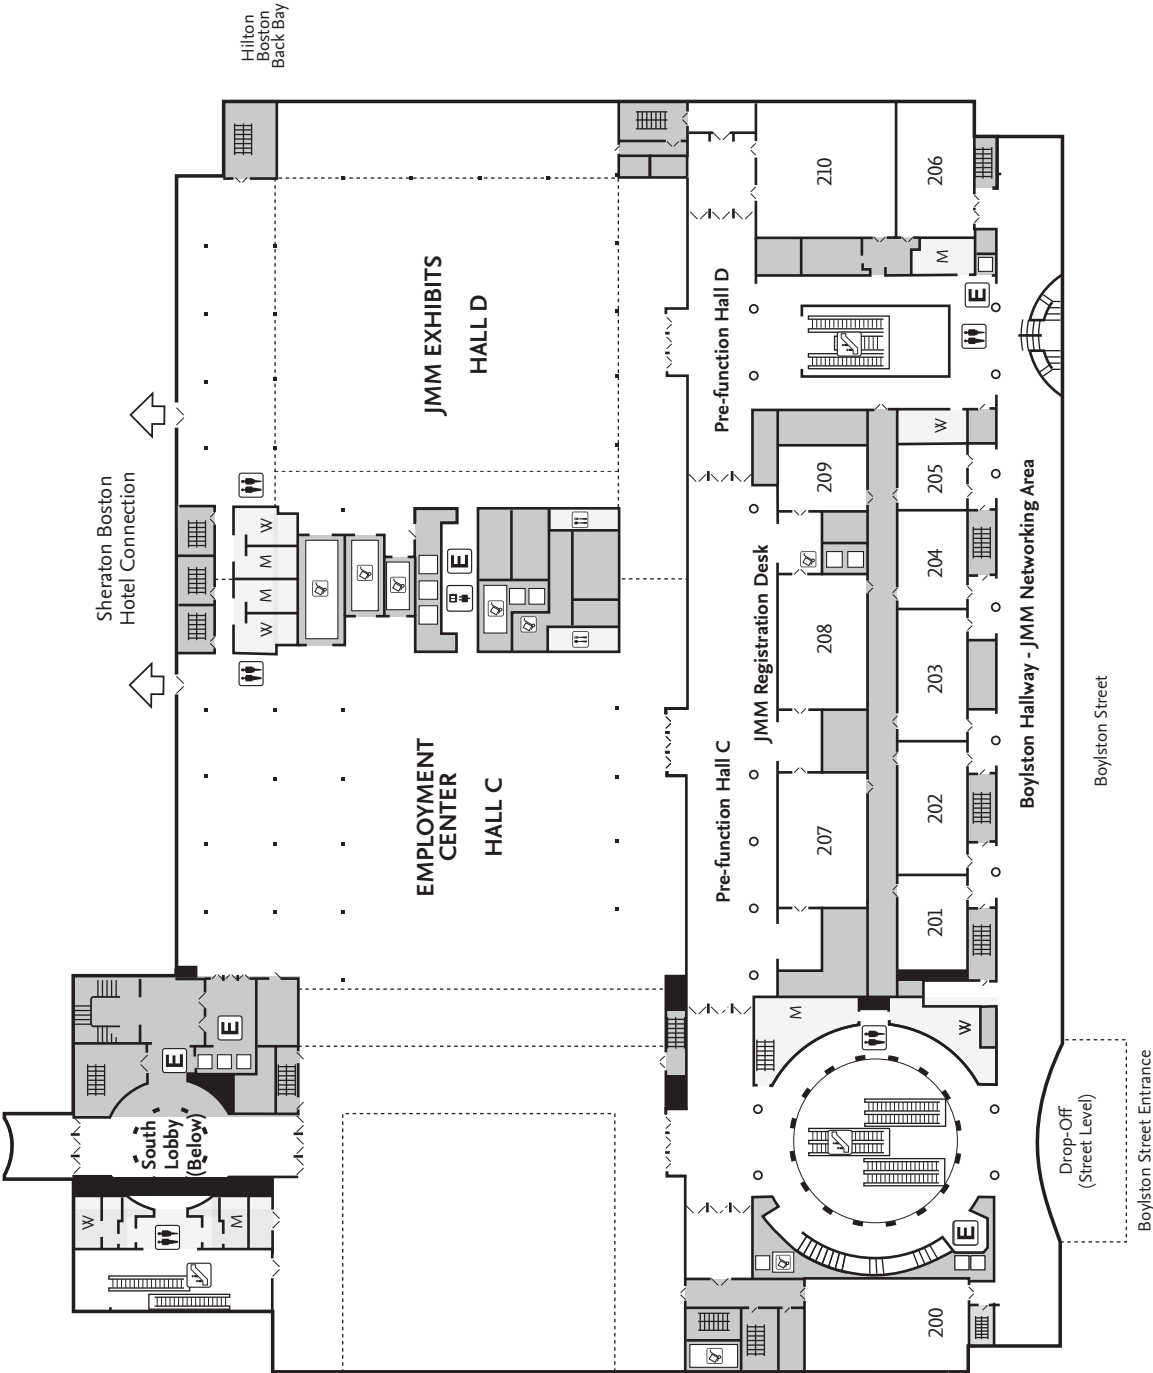 Hilton
Boston
Back Bay
Sheraton Boston
Hotel Connection
JMM EXHIBITS
HALL D
Pre-function Hall D
210
206
M
E
W
209
205
204
W
M
M
W
E
JMM Registration Desk
208
203
Boylston Hallway - JMM Networking Area
Boylston Street
EMPLOYMENT
CENTER
HALL C
Pre-function Hall C
207
202
201
E
E
M
W
South
Lobby
(Below)
W
M
E
200
Drop-Off
(Street Level)
Boylston Street Entrance